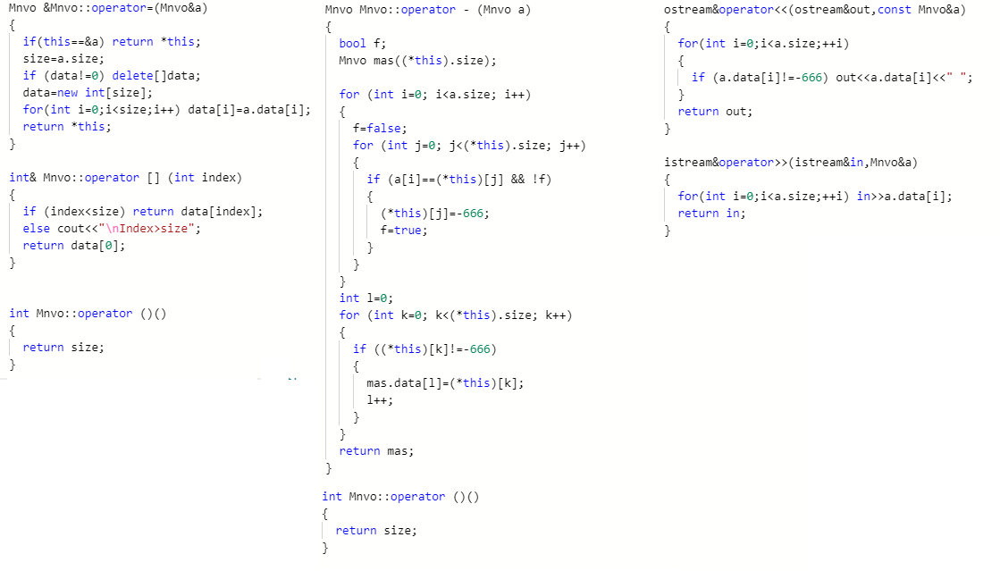 Mnvo &Mnvo::operator=(Mnvo&a)
{
if(this==&a) return *this;
size=a.size;
if (data!=0) delete[]data;
data=new int[size];
for(int i=0;i<size;i++) data[i]=a.data[i];
return *this;
}
int& Mnvo::operator [] (int index)
{
if (index<size) return data[index];
else cout<<"\nIndex>size";
return data[0];
}
int Mnvo::operator ()()
{
return size;
}
Mnvo Mnvo::operator - (Mnvo a)
{
bool f;
Mnvo mas((*this).size);
for (int i=0; i<a.size; i++)
{
f=false;
for (int j=0; j<(*this).size; j++)
{
if (a[i]==(*this)[j] && !f)
{
(*this)[j]=-666;
f=true;
}
}
}
int l=0;
for (int k=0; k<(*this).size; k++)
{
if ((*this)[k]!=-666)
{
mas.data[l]=(*this)[k];
l++;
}
}
return mas;
}
int Mnvo::operator ()()
{
return size;
}
ostream&operator<<(ostream&out,const Mnvo&a)
{
for(int i=0;i<a.size;++i)
{
if (a.data[i]!=-666) out<<a.data[i]<<" ";
}
return out;
}
istream&operator>>(istream&in,Mnvo&a)
{
for(int i=0;i<a.size;++i) in>>a.data[i];
return in;
}